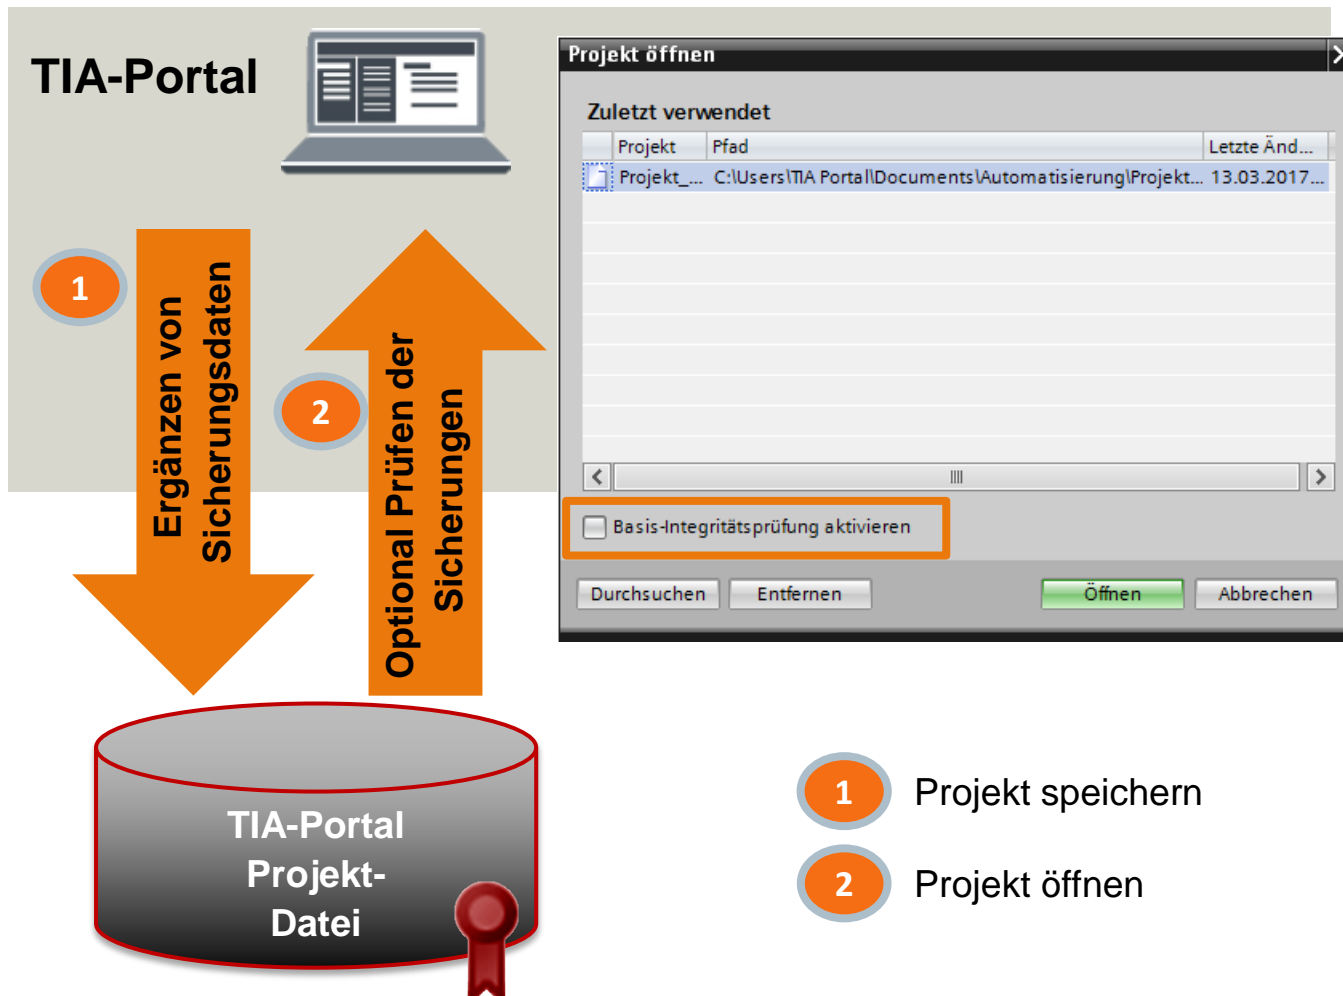 TIA-Portal
1
Ergänzen von
Sicherungsdaten
2
Optional Prüfen der
Sicherungen
TIA-Portal
Projekt-
Datei
Projekt öffnen
Zuletzt verwendet
Projekt Pfad Letzte Änd...
Projekt_... C:\Users\TIA Portal\Documents\Automatisierung\Projekt... 13.03.2017...
Basis-Integritätsprüfung aktivieren
Durchsuchen Entfernen Öffnen Abbrechen
1 Projekt speichern
2 Projekt öffnen